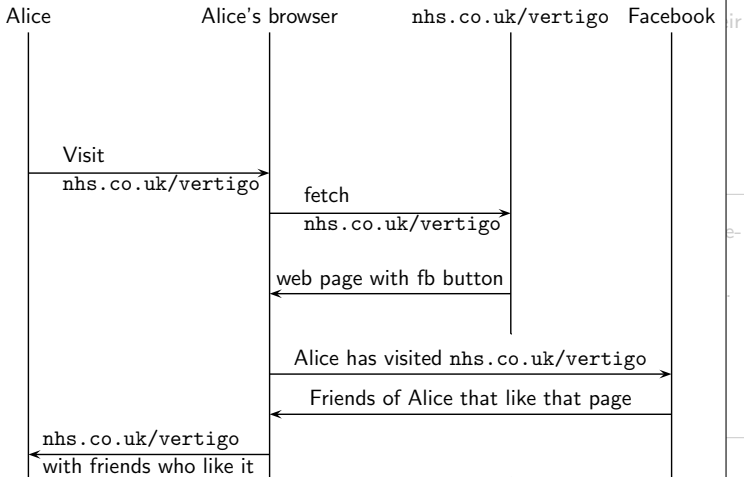 Alice Alice's browser nhs.co.uk/vertigo Facebook
Visit
nhs.co.uk/vertigo
fetch
nhs.co.uk/vertigo
web page with fb button
Alice has visited nhs.co.uk/vertigo
Friends of Alice that like that page
nhs.co.uk/vertigo
with friends who like it